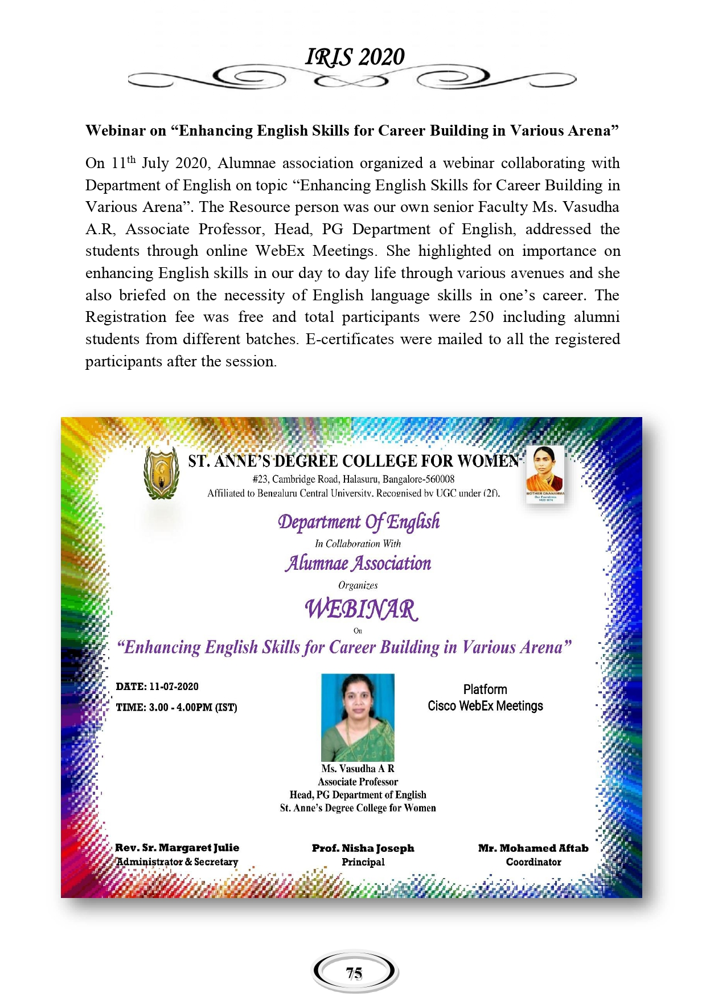 IRIS 2020
Webinar on “Enhancing English Skills for Career Building in Various Arena”
On 11th July 2020, Alumnae association organized a webinar collaborating with
Department of English on topic “Enhancing English Skills for Career Building in
Various Arena”. The Resource person was our own senior Faculty Ms. Vasudha
A.R, Associate Professor, Head, PG Department of English, addressed the
students through online WebEx Meetings. She highlighted on importance on
enhancing English skills in our day to day life through various avenues and she
also briefed on the necessity of English language skills in one’s career. The
Registration fee was free and total participants were 250 including alumni
students from different batches. E-certificates were mailed to all the registered
participants after the session.
ST. ANNE’S DEGREE COLLEGE FOR WOMEN
#23, Cambridge Road, Halasuru, Bangalore-560008
Affiliated to Bengaluru Central University. Recognised by UGC under (2f).
MOTHER GNANAMMA
Our Foundress
Department Of English
In Collaboration With
Alumnae Association
Organizes
WEBINAR
On
“Enhancing English Skills for Career Building in Various Arena”
DATE: 11-07-2020
TIME: 3.00 - 4.00PM (IST)
Platform
Cisco WebEx Meetings
Ms. Vasudha A R
Associate Professor
Head, PG Department of English
St. Anne’s Degree College for Women
Rev. Sr. Margaret Julie
Administrator & Secretary
Prof. Nisha Joseph
Principal
Mr. Mohamed Aftab
Coordinator
75